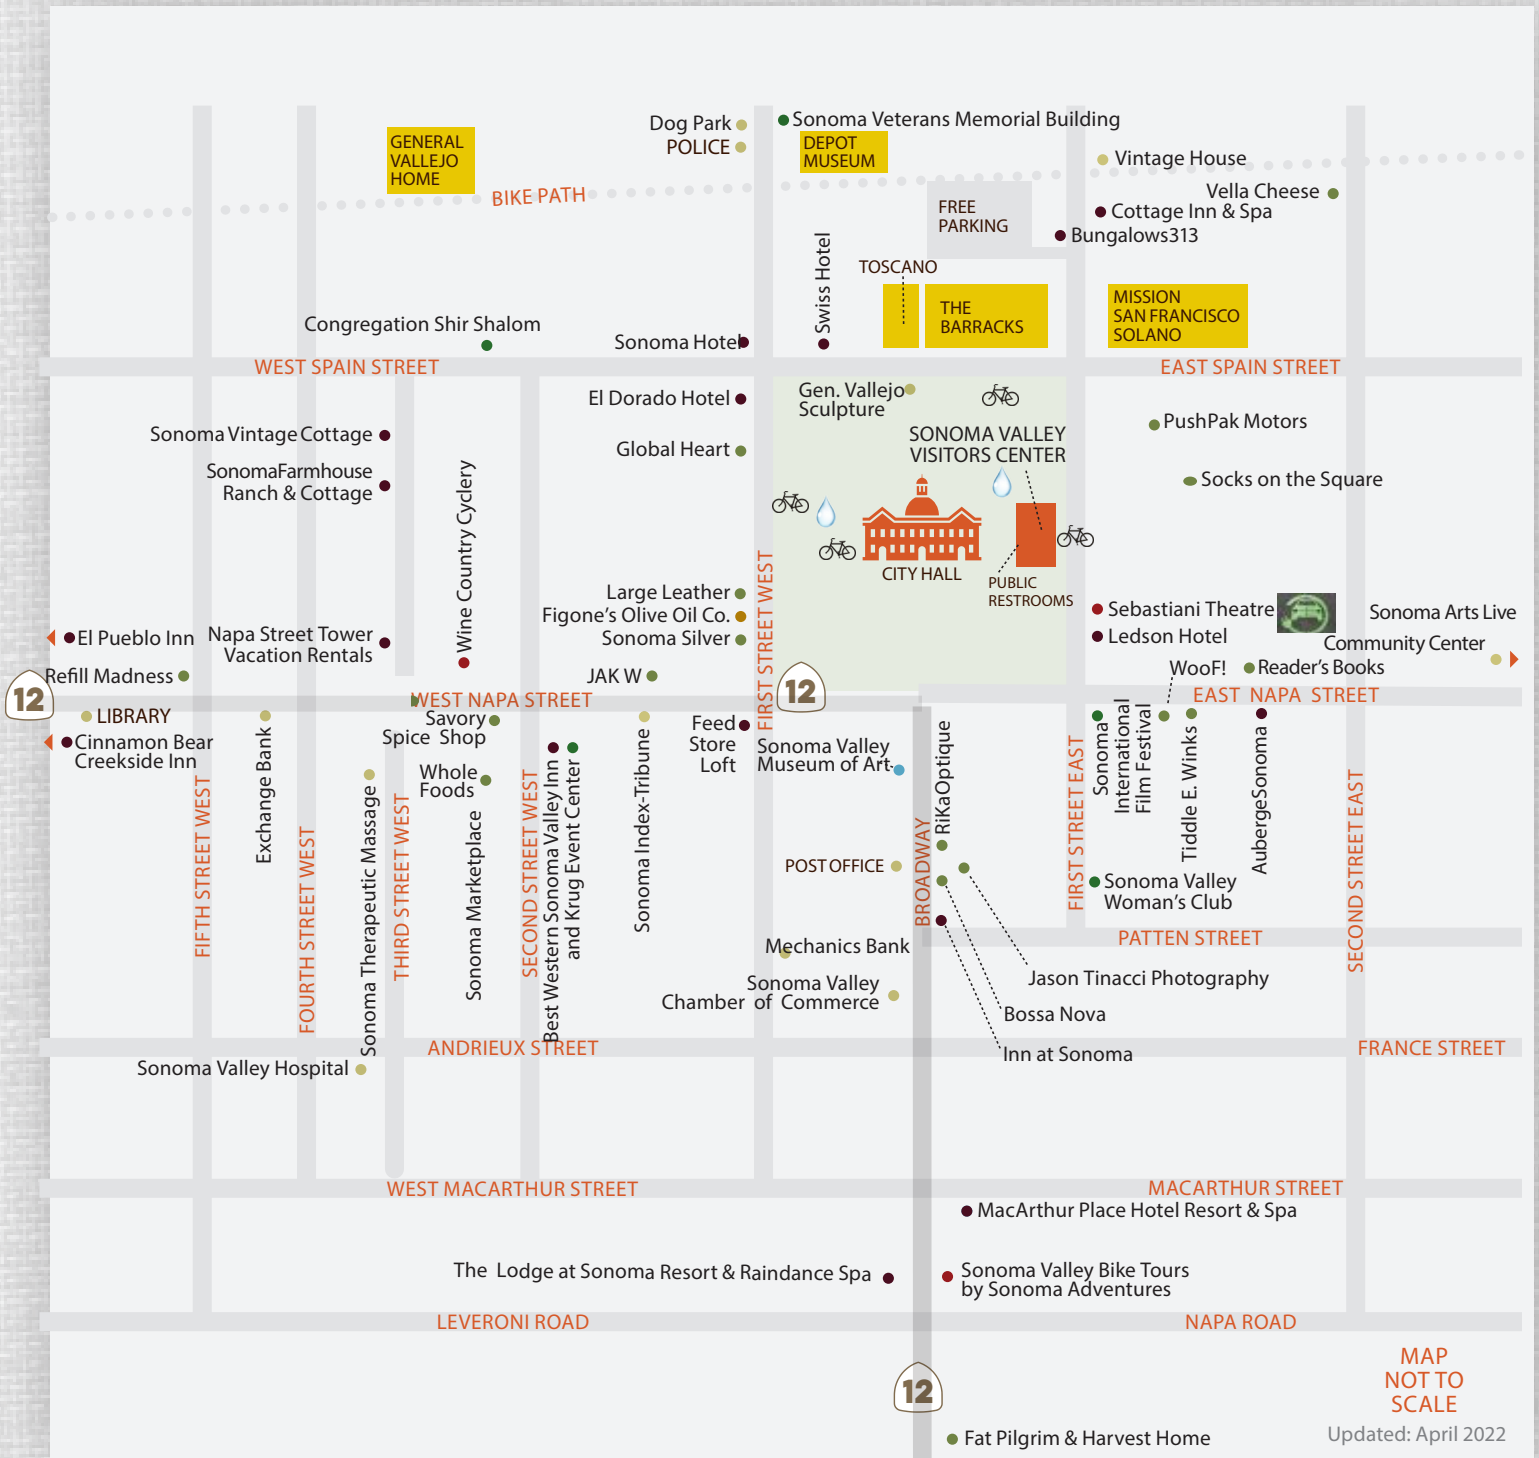 Dog Park
POLICE
Sonoma Veterans Memorial Building
DEPOT
MUSEUM
GENERAL
VALLEJO
HOME
BIKE PATH
Vintage House
Vella Cheese
Cottage Inn & Spa
Bungalows313
FREE
PARKING
TOSCANO
Swiss Hotel
THE
BARRACKS
MISSION
SAN FRANCISCO
SOLANO
Congregation Shir Shalom
Sonoma Hotel
WEST SPAIN STREET
EAST SPAIN STREET
El Dorado Hotel
Gen. Vallejo
Sculpture
Sonoma Vintage Cottage
SonomaFarmhouse
Ranch & Cottage
Wine Country Cyclery
Global Heart
SONOMA VALLEY
VISITORS CENTER
PushPak Motors
Socks on the Square
CITY HALL
PUBLIC
RESTROOMS
Large Leather
Figone's Olive Oil Co.
Sonoma Silver
FIRST STREET WEST
Sebastiani Theatre
Ledson Hotel
Sonoma Arts Live
Community Center
El Pueblo Inn
Napa Street Tower
Vacation Rentals
Refill Madness
JAK W
WooF!
Reader's Books
12
12
WEST NAPA STREET
EAST NAPA STREET
LIBRARY
Cinnamon Bear
Creekside Inn
Exchange Bank
Savory
Spice Shop
Whole
Foods
Sonoma Marketplace
Sonoma Therapeutic Massage
Best Western Sonoma Valley Inn
and Krug Event Center
Sonoma Index-Tribune
Feed
Store
Loft
Sonoma Valley
Museum of Art
RiKaOptique
Sonoma
International
Film Festival
Tiddle E. Winks
AubergeSonoma
FIFTH STREET WEST
FOURTH STREET WEST
THIRD STREET WEST
SECOND STREET WEST
BROADWAY
FIRST STREET EAST
SECOND STREET EAST
POST OFFICE
Sonoma Valley
Woman's Club
PATTEN STREET
Mechanics Bank
Sonoma Valley
Chamber of Commerce
Jason Tinacci Photography
Bossa Nova
Inn at Sonoma
ANDRIEUX STREET
FRANCE STREET
Sonoma Valley Hospital
WEST MACARTHUR STREET
MACARTHUR STREET
MacArthur Place Hotel Resort & Spa
The Lodge at Sonoma Resort & Raindance Spa
Sonoma Valley Bike Tours
by Sonoma Adventures
LEVERONI ROAD
NAPA ROAD
12
MAP
NOT TO
SCALE
Updated: April 2022
Fat Pilgrim & Harvest Home